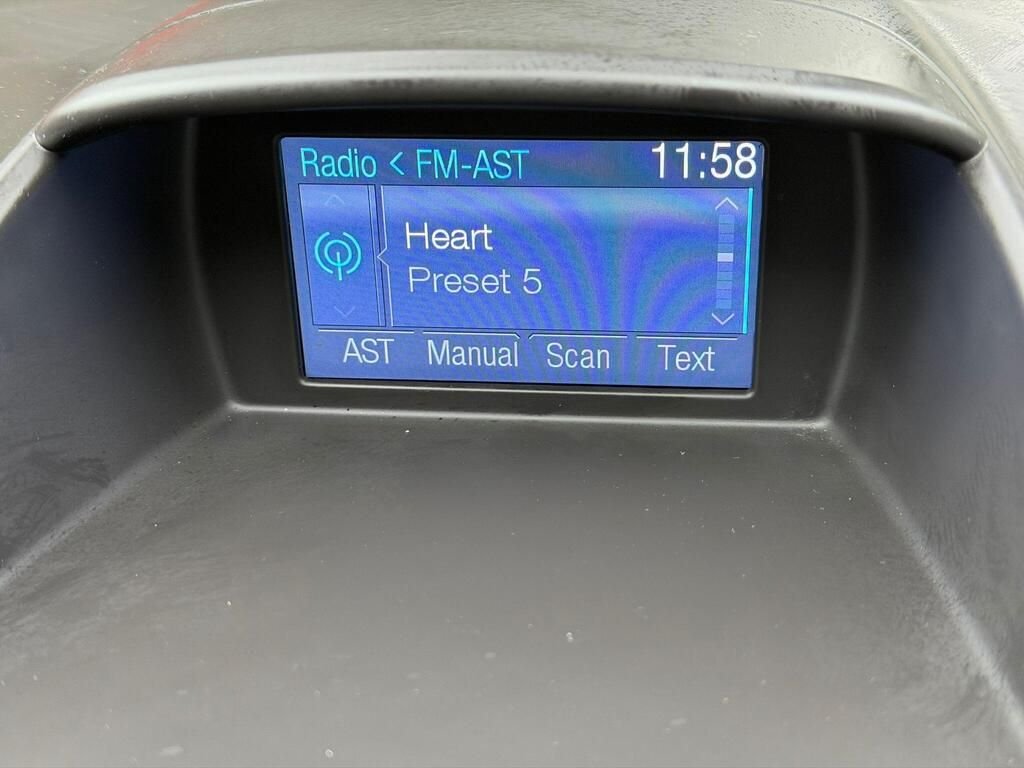 Radio < FM-AST 11:58
Heart
Preset 5
AST Manual Scan Text